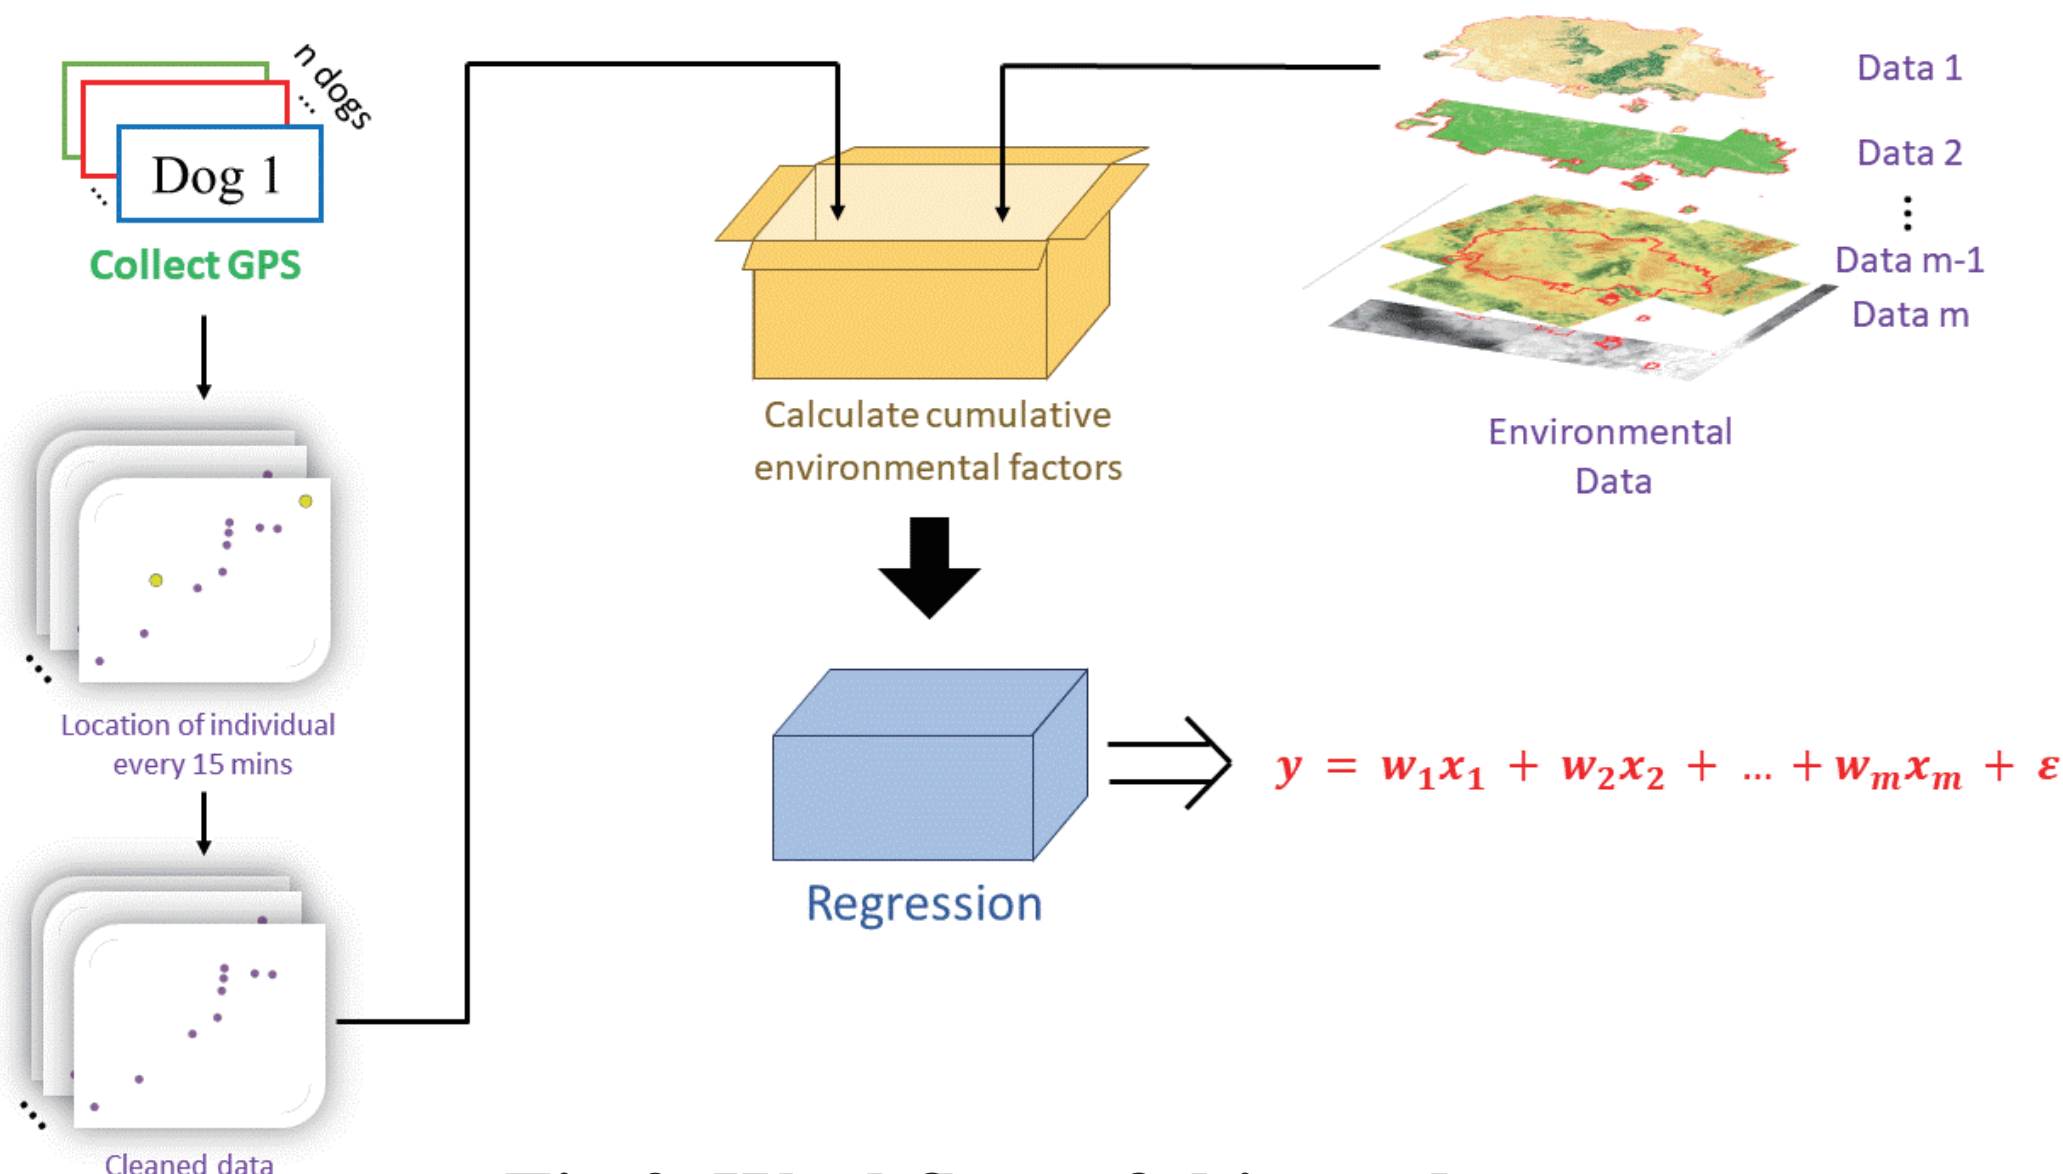 n dogs
...
Dog 1
...
Collect GPS
Location of individual
every 15 mins
Cleaned data
Calculate cumulative
environmental factors
Data 1
Data 2
⋮
Data m-1
Data m
Environmental
Data
Regression
y = w₁x₁ + w₂x₂ + ... + wₘxₘ + ε